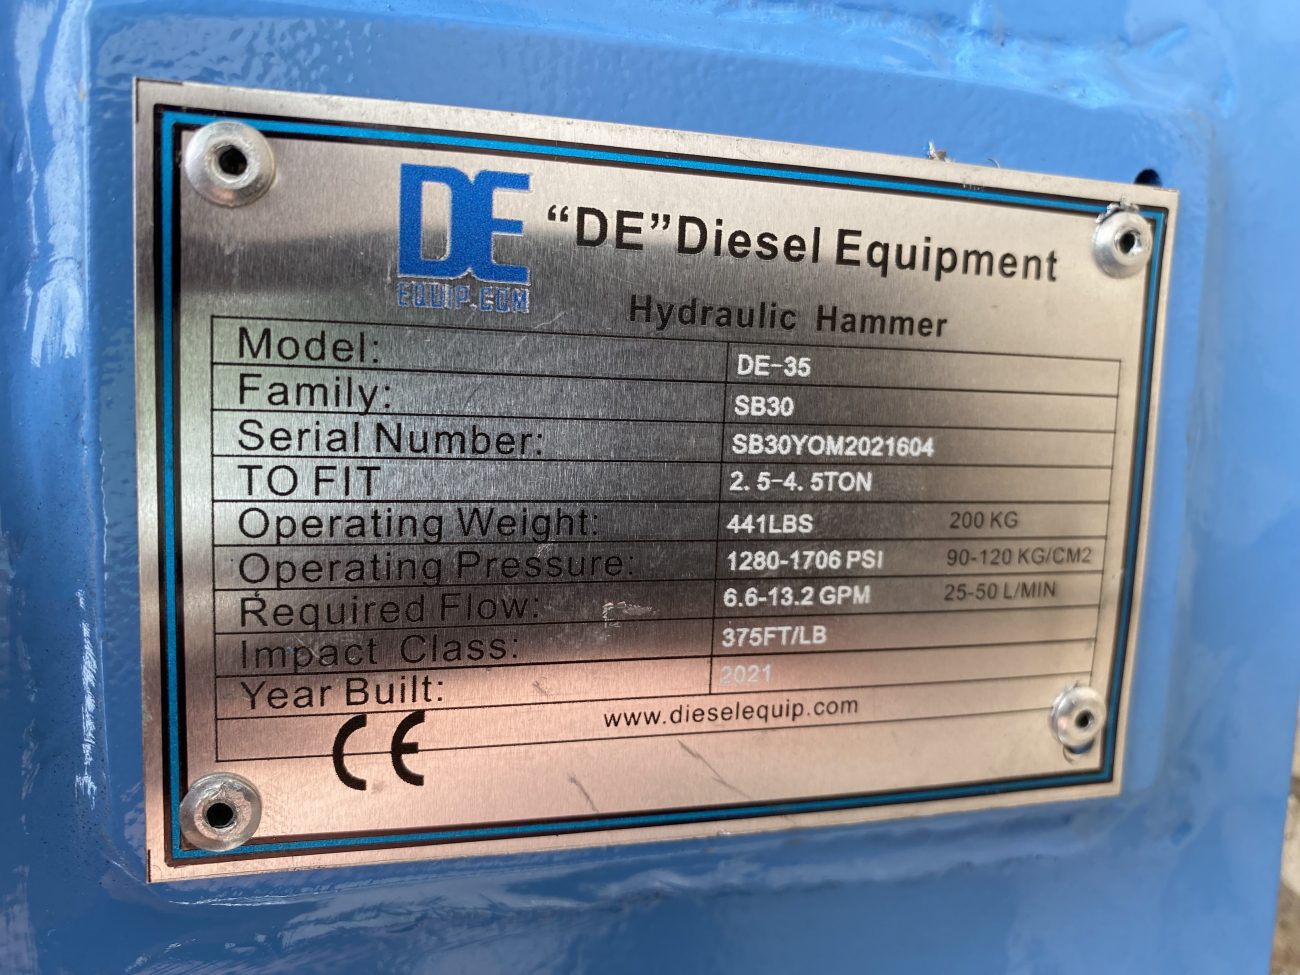 DE
EQUIP.COM
“DE”Diesel Equipment
Hydraulic Hammer
Model: DE-35
Family: SB30
Serial Number: SB30YOM2021604
TO FIT 2.5-4.5TON
Operating Weight: 441LBS 200 KG
Operating Pressure: 1280-1706 PSI 90-120 KG/CM2
Required Flow: 6.6-13.2 GPM 25-50 L/MIN
Impact Class: 375FT/LB
Year Built: 2021
CE www.dieselequip.com